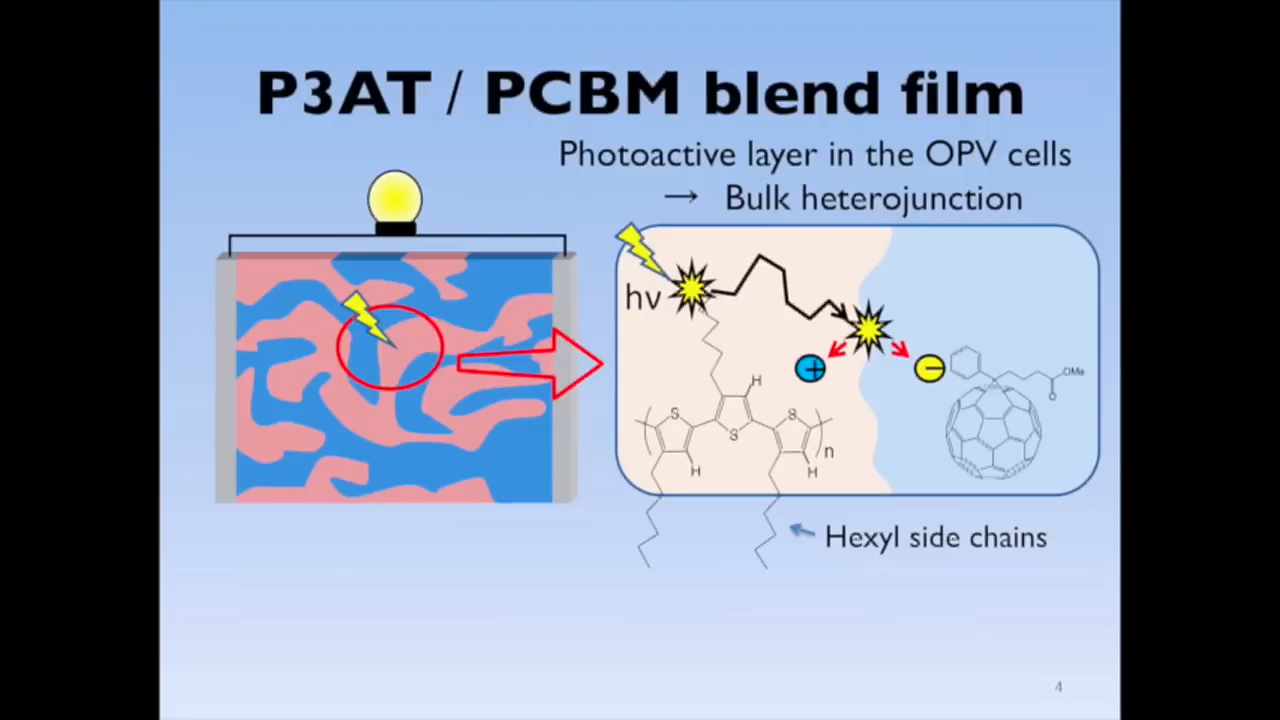 P3AT / PCBM blend film
Photoactive layer in the OPV cells
→ Bulk heterojunction
hν
+
−
OMe
O
H
S
S
S
n
H
H
Hexyl side chains
4